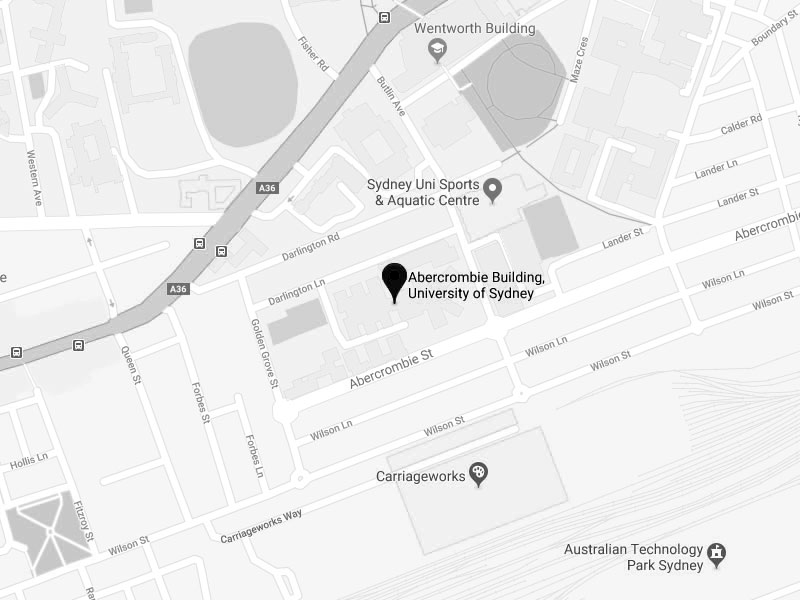 Wentworth Building
Boundary St
Fisher Rd
Maze Cres
Butlin Ave
Calder Rd
Western Ave
Lander Ln
A36
Sydney Uni Sports
& Aquatic Centre
Lander St
Lander St
Abercrombie
Darlington Rd
Abercrombie Building,
University of Sydney
Darlington Ln
A36
Wilson Ln
Wilson St
Golden Grove St
Queen St
Wilson Ln
Abercrombie St
Wilson St
Forbes St
Wilson Ln
Wilson St
Forbes Ln
Hollis Ln
Carriageworks
Fitzroy St
Carriageworks Way
Wilson St
Australian Technology
Park Sydney